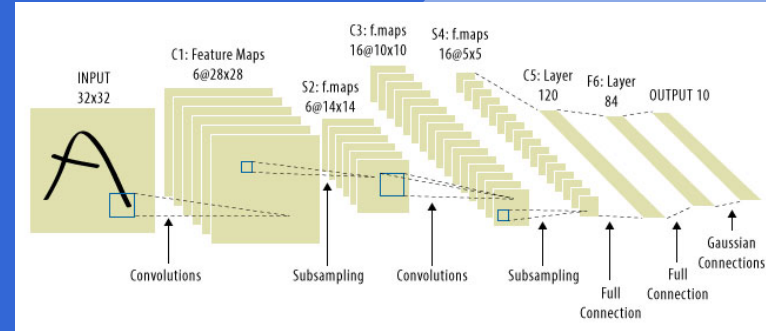 INPUT
32x32
C1: Feature Maps
6@28x28
S2: f.maps
6@14x14
C3: f.maps
16@10x10
S4: f.maps
16@5x5
C5: Layer
120
F6: Layer
84
OUTPUT 10
Convolutions
Subsampling
Convolutions
Subsampling
Full
Connection
Full
Connection
Gaussian
Connections
A